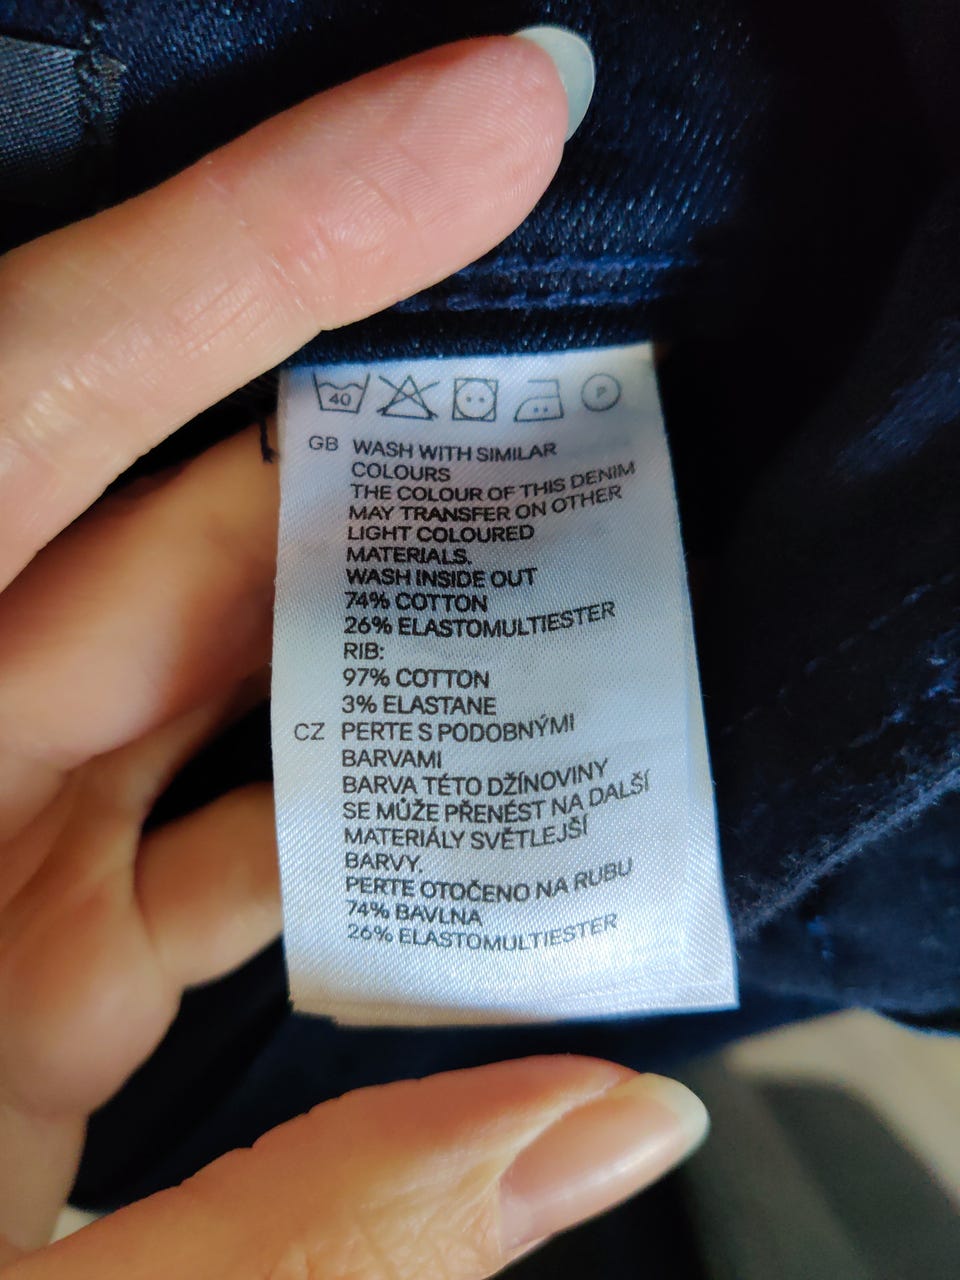 40 P
GB WASH WITH SIMILAR
COLOURS
THE COLOUR OF THIS DENIM
MAY TRANSFER ON OTHER
LIGHT COLOURED
MATERIALS.
WASH INSIDE OUT
74% COTTON
26% ELASTOMULTIESTER
RIB:
97% COTTON
3% ELASTANE
CZ PERTE S PODOBNÝMI
BARVAMI
BARVA TÉTO DŽÍNOVINY
SE MŮŽE PŘENÉST NA DALŠÍ
MATERIÁLY SVĚTLEJŠÍ
BARVY.
PERTE OTOČENO NA RUBU
74% BAVLNA
26% ELASTOMULTIESTER